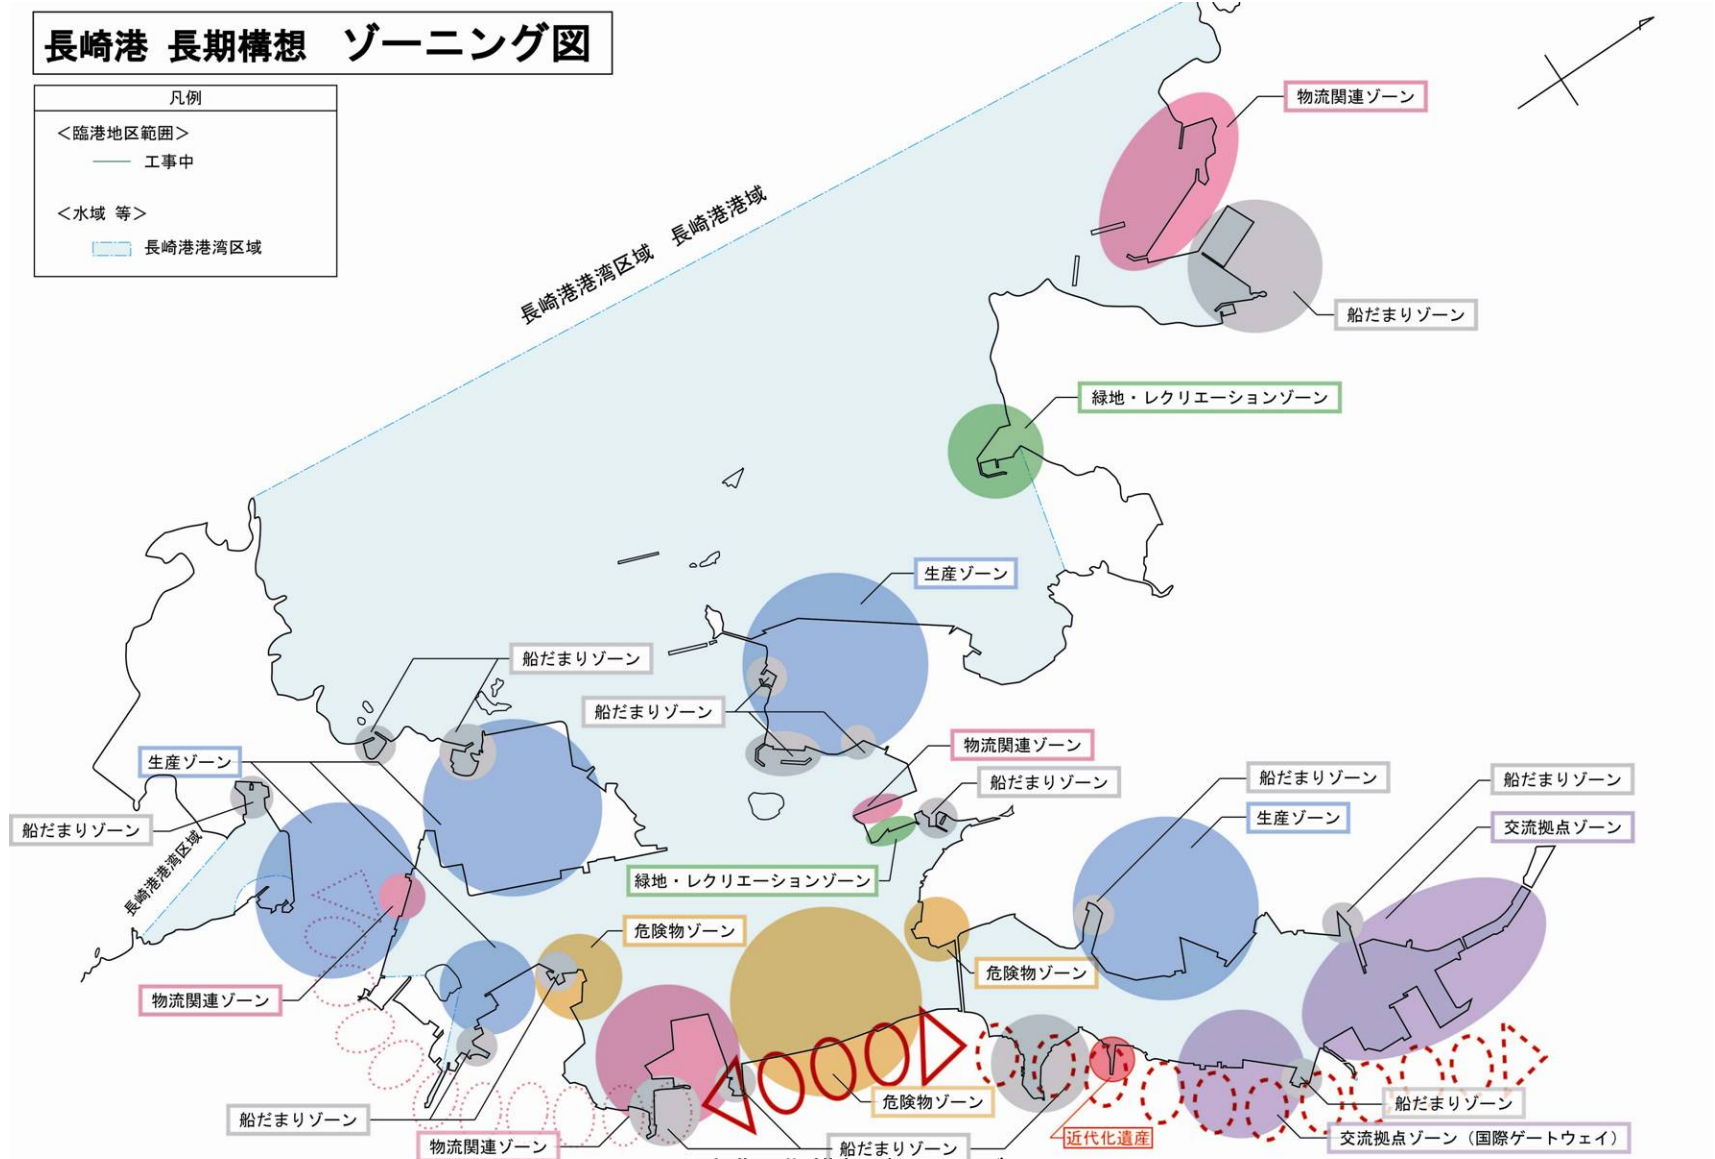 長崎港 長期構想 ゾーニング図
凡例
＜臨港地区範囲＞
工事中
＜水域 等＞
長崎港港湾区域
長崎港港湾区域 長崎港港域
物流関連ゾーン
船だまりゾーン
緑地・レクリエーションゾーン
生産ゾーン
船だまりゾーン
船だまりゾーン
物流関連ゾーン
生産ゾーン
船だまりゾーン
船だまりゾーン
船だまりゾーン
生産ゾーン
船だまりゾーン
交流拠点ゾーン
長崎港港湾区域
緑地・レクリエーションゾーン
危険物ゾーン
危険物ゾーン
物流関連ゾーン
危険物ゾーン
船だまりゾーン
船だまりゾーン
物流関連ゾーン
船だまりゾーン
近代化遺産
交流拠点ゾーン（国際ゲートウェイ）